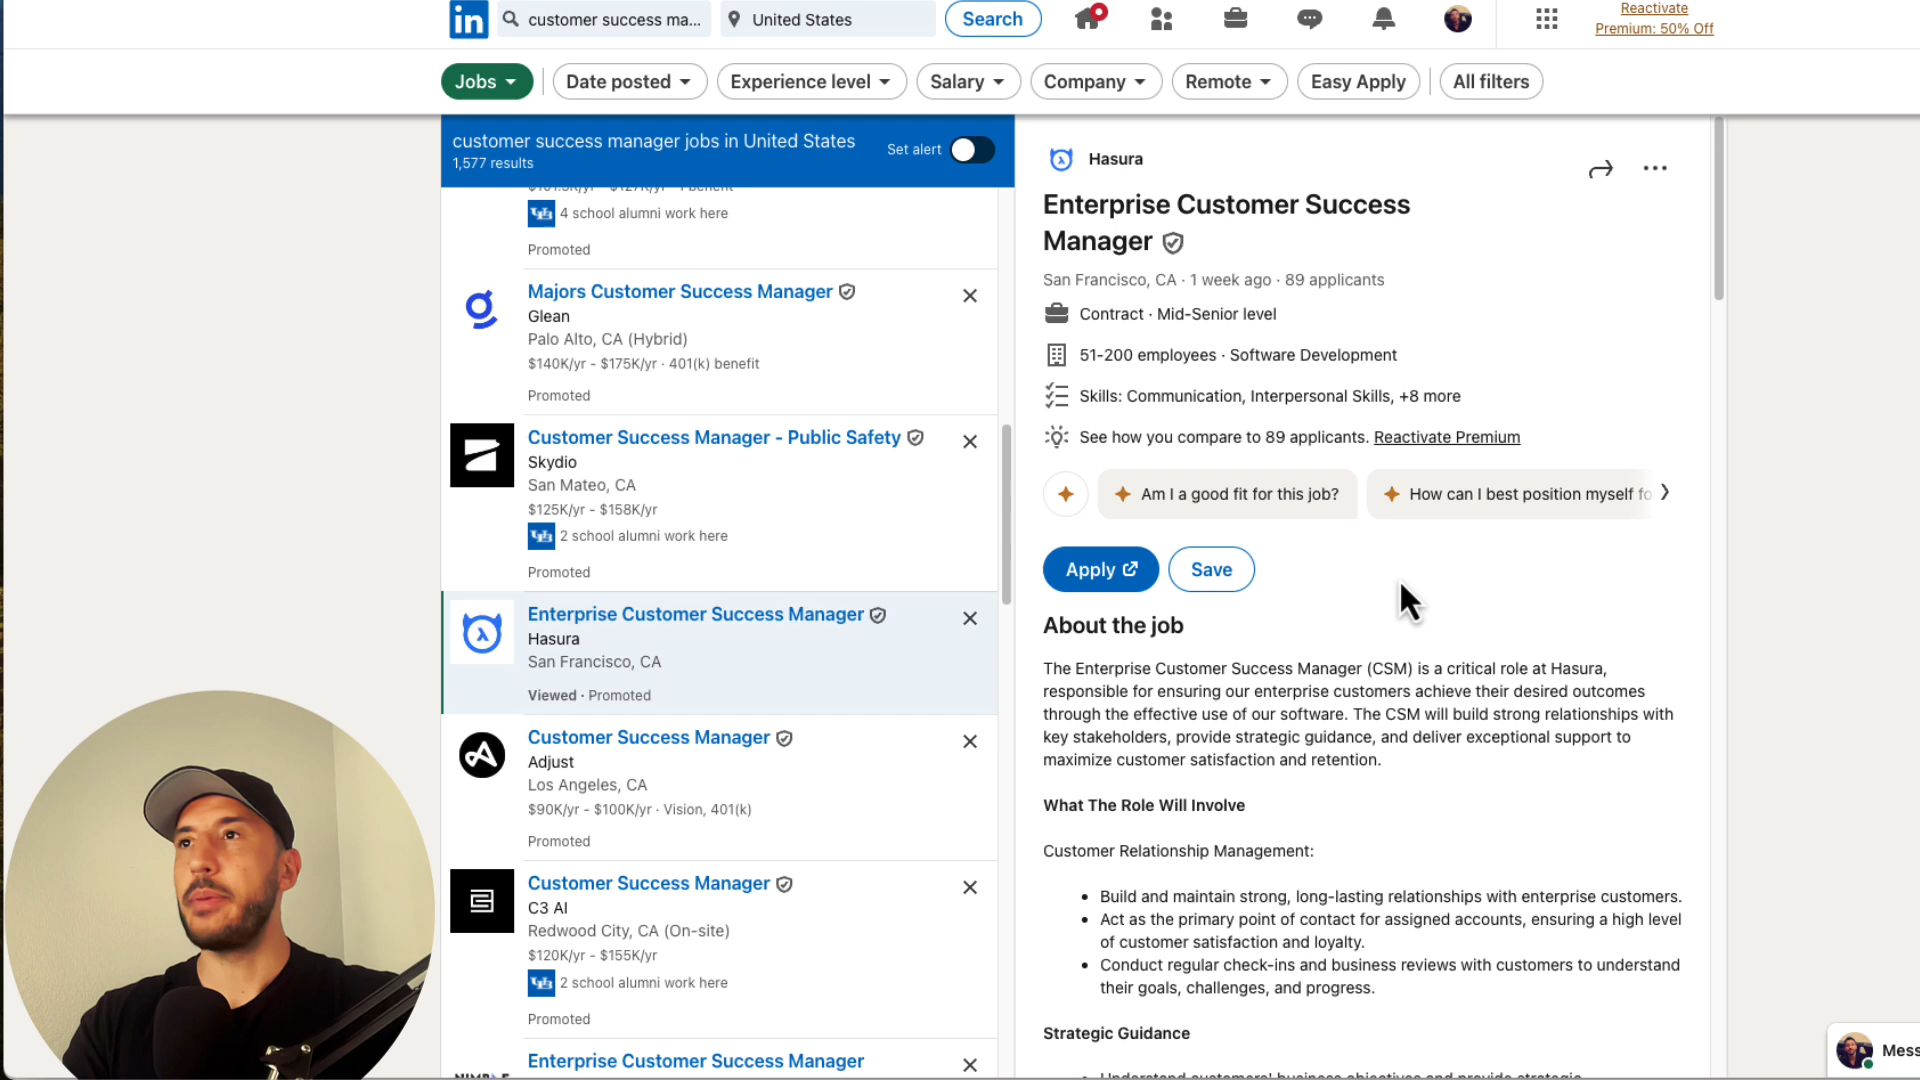 in
customer success ma...
United States
Search
Reactivate
Premium: 50% Off
Jobs
Date posted
Experience level
Salary
Company
Remote
Easy Apply
All filters
customer success manager jobs in United States
1,577 results
Set alert
4 school alumni work here
Promoted
Majors Customer Success Manager
Glean
Palo Alto, CA (Hybrid)
$140K/yr - $175K/yr · 401(k) benefit
Promoted
Customer Success Manager - Public Safety
Skydio
San Mateo, CA
$125K/yr - $158K/yr
2 school alumni work here
Promoted
Enterprise Customer Success Manager
Hasura
San Francisco, CA
Viewed · Promoted
Customer Success Manager
Adjust
Los Angeles, CA
$90K/yr - $100K/yr · Vision, 401(k)
Promoted
Customer Success Manager
C3 AI
Redwood City, CA (On-site)
$120K/yr - $155K/yr
2 school alumni work here
Promoted
Enterprise Customer Success Manager
Hasura
Enterprise Customer Success
Manager
San Francisco, CA · 1 week ago · 89 applicants
Contract · Mid-Senior level
51-200 employees · Software Development
Skills: Communication, Interpersonal Skills, +8 more
See how you compare to 89 applicants. Reactivate Premium
Am I a good fit for this job?
How can I best position myself fo
Apply
Save
About the job
The Enterprise Customer Success Manager (CSM) is a critical role at Hasura,
responsible for ensuring our enterprise customers achieve their desired outcomes
through the effective use of our software. The CSM will build strong relationships with
key stakeholders, provide strategic guidance, and deliver exceptional support to
maximize customer satisfaction and retention.
What The Role Will Involve
Customer Relationship Management:
• Build and maintain strong, long-lasting relationships with enterprise customers.
• Act as the primary point of contact for assigned accounts, ensuring a high level
of customer satisfaction and loyalty.
• Conduct regular check-ins and business reviews with customers to understand
their goals, challenges, and progress.
Strategic Guidance
Mess